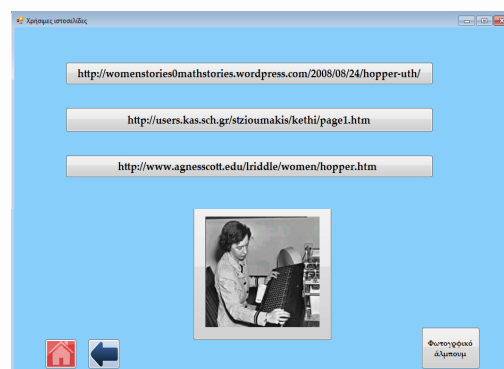 Χρήσιμες ιστοσελίδες
http://womenstories0mathstories.wordpress.com/2008/08/24/hopper-uth/
http://users.kas.sch.gr/stzioumakis/kethi/page1.htm
http://www.agnesscott.edu/lriddle/women/hopper.htm
Φωτογφικό
άλμπουμ